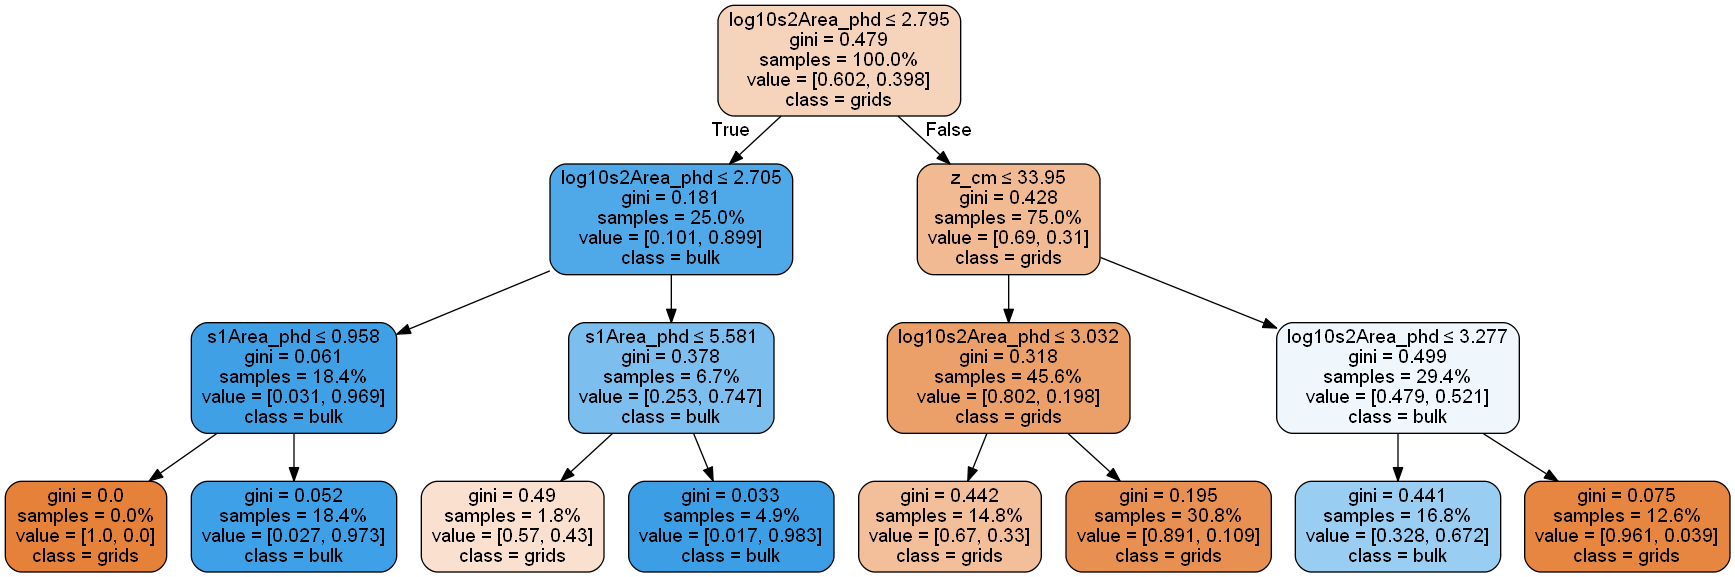 log10s2Area_phd ≤ 2.795
gini = 0.479
samples = 100.0%
value = [0.602, 0.398]
class = grids
True
False
log10s2Area_phd ≤ 2.705
gini = 0.181
samples = 25.0%
value = [0.101, 0.899]
class = bulk
z_cm ≤ 33.95
gini = 0.428
samples = 75.0%
value = [0.69, 0.31]
class = grids
s1Area_phd ≤ 0.958
gini = 0.061
samples = 18.4%
value = [0.031, 0.969]
class = bulk
s1Area_phd ≤ 5.581
gini = 0.378
samples = 6.7%
value = [0.253, 0.747]
class = bulk
log10s2Area_phd ≤ 3.032
gini = 0.318
samples = 45.6%
value = [0.802, 0.198]
class = grids
log10s2Area_phd ≤ 3.277
gini = 0.499
samples = 29.4%
value = [0.479, 0.521]
class = bulk
gini = 0.0
samples = 0.0%
value = [1.0, 0.0]
class = grids
gini = 0.052
samples = 18.4%
value = [0.027, 0.973]
class = bulk
gini = 0.49
samples = 1.8%
value = [0.57, 0.43]
class = grids
gini = 0.033
samples = 4.9%
value = [0.017, 0.983]
class = bulk
gini = 0.442
samples = 14.8%
value = [0.67, 0.33]
class = grids
gini = 0.195
samples = 30.8%
value = [0.891, 0.109]
class = grids
gini = 0.441
samples = 16.8%
value = [0.328, 0.672]
class = bulk
gini = 0.075
samples = 12.6%
value = [0.961, 0.039]
class = grids